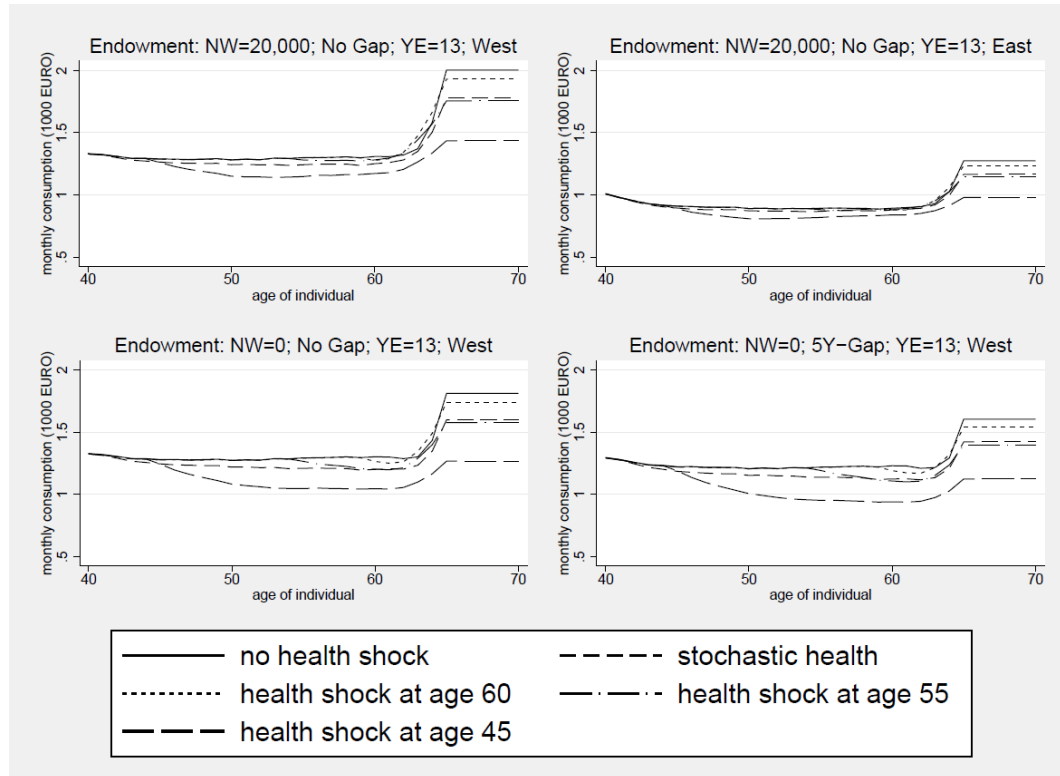 Endowment: NW=20,000; No Gap; YE=13; West
monthly consumption (1000 EURO)
2
1.5
1
.5
40 50 60 70
age of individual
Endowment: NW=20,000; No Gap; YE=13; East
monthly consumption (1000 EURO)
2
1.5
1
.5
40 50 60 70
age of individual
Endowment: NW=0; No Gap; YE=13; West
monthly consumption (1000 EURO)
2
1.5
1
.5
40 50 60 70
age of individual
Endowment: NW=0; 5Y−Gap; YE=13; West
monthly consumption (1000 EURO)
2
1.5
1
.5
40 50 60 70
age of individual
no health shock
stochastic health
health shock at age 60
health shock at age 55
health shock at age 45